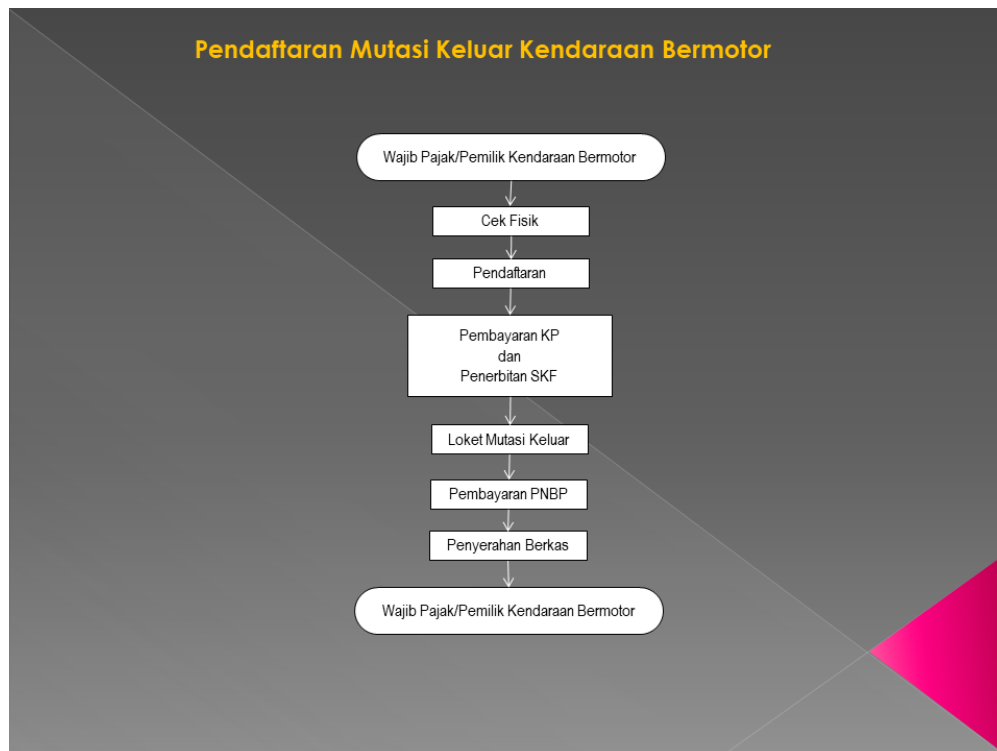 Pendaftaran Mutasi Keluar Kendaraan Bermotor
Wajib Pajak/Pemilik Kendaraan Bermotor
Cek Fisik
Pendaftaran
Pembayaran KP
dan
Penerbitan SKF
Loket Mutasi Keluar
Pembayaran PNBP
Penyerahan Berkas
Wajib Pajak/Pemilik Kendaraan Bermotor